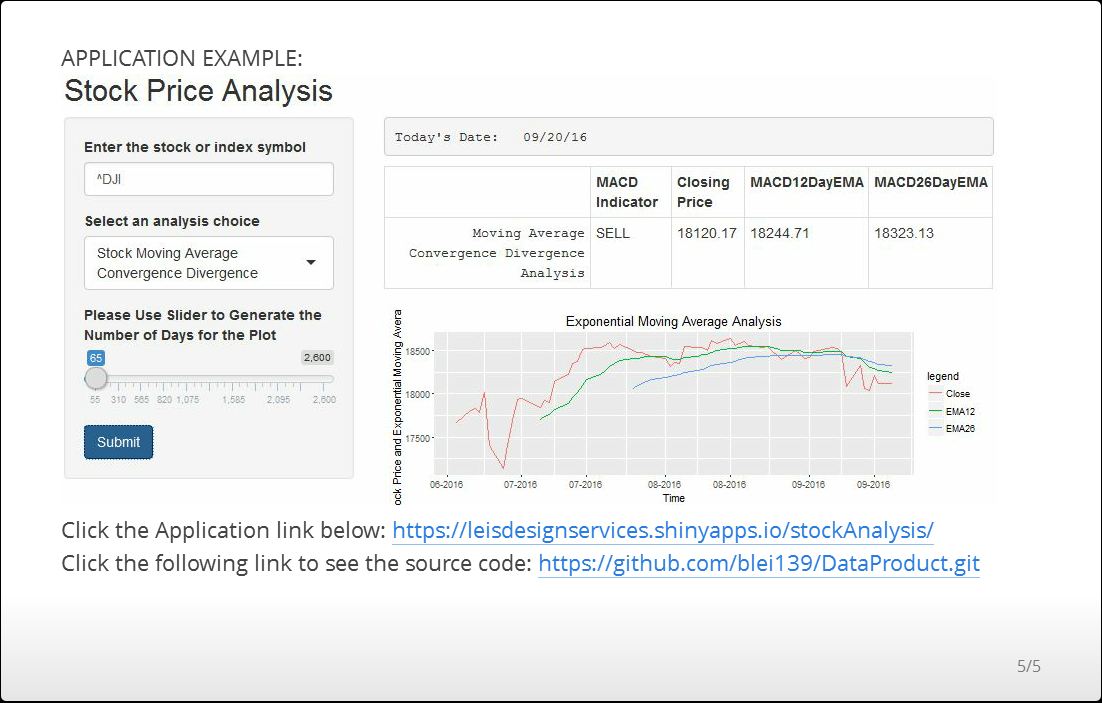 APPLICATION EXAMPLE:
Stock Price Analysis
Enter the stock or index symbol
^DJI
Select an analysis choice
Stock Moving Average
Convergence Divergence
Please Use Slider to Generate the
Number of Days for the Plot
65 2,600
55 310 565 820 1,075 1,585 2,095 2,600
Submit
Today's Date: 09/20/16
MACD Indicator Closing Price MACD12DayEMA MACD26DayEMA
Moving Average Convergence Divergence Analysis SELL 18120.17 18244.71 18323.13
Exponential Moving Average Analysis
ock Price and Exponential Moving Avera
18500
18000
17500
06-2016 07-2016 07-2016 08-2016 08-2016 09-2016 09-2016
Time
legend
Close
EMA12
EMA26
Click the Application link below: https://leisdesignservices.shinyapps.io/stockAnalysis/
Click the following link to see the source code: https://github.com/blei139/DataProduct.git
5/5